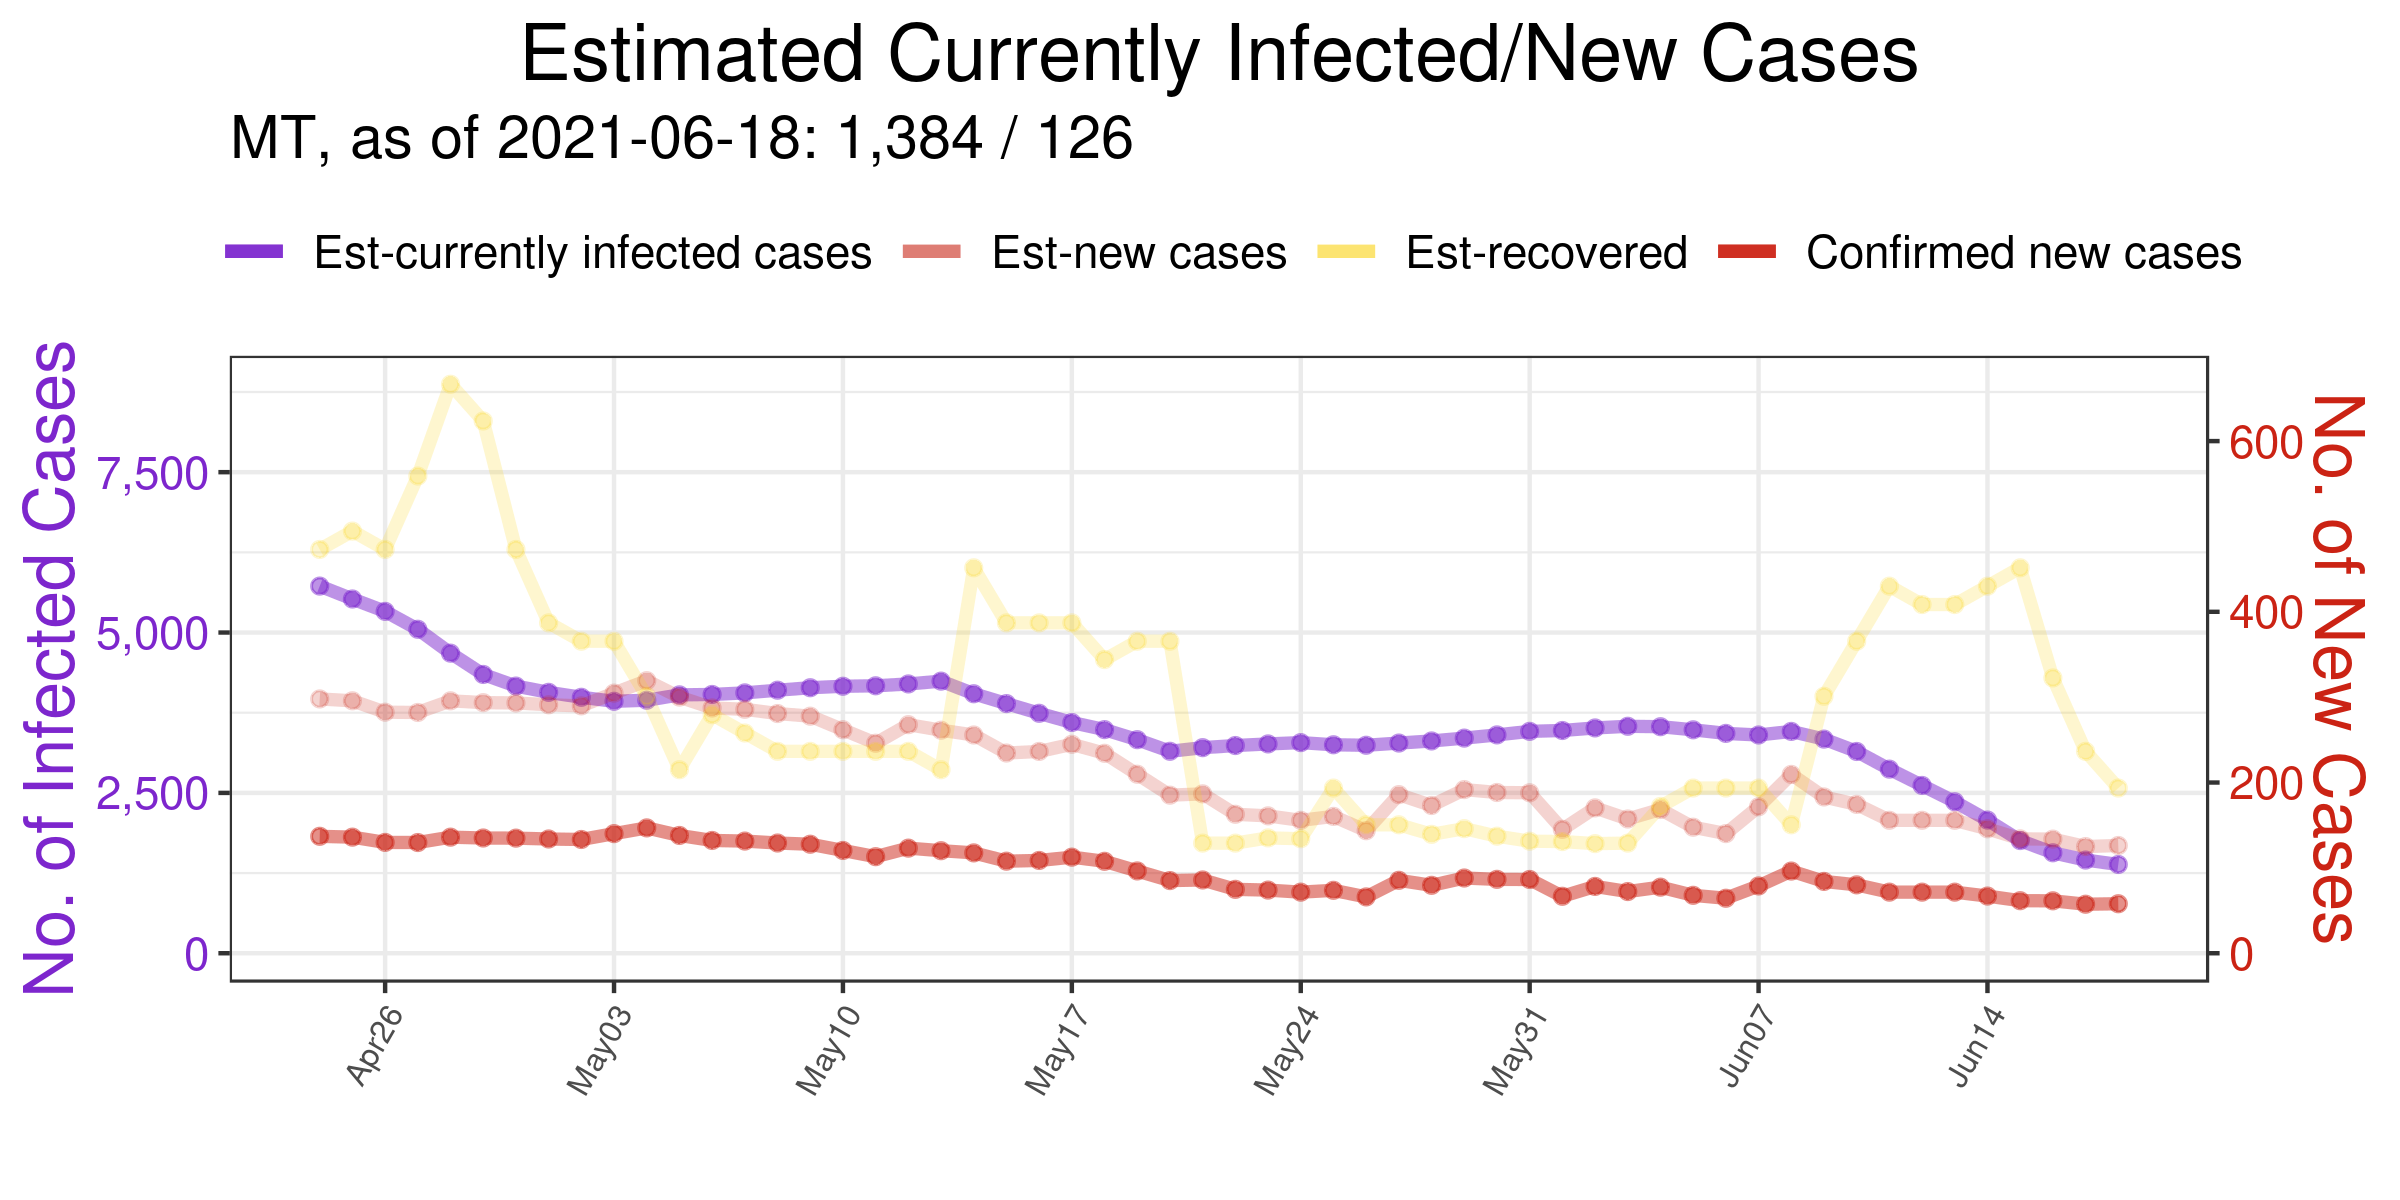 Estimated Currently Infected/New Cases
MT, as of 2021-06-18: 1,384 / 126
Est-currently infected cases Est-new cases Est-recovered Confirmed new cases
No. of Infected Cases
7,500
5,000
2,500
0
600
400
200
0
No. of New Cases
Apr26 May03 May10 May17 May24 May31 Jun07 Jun14